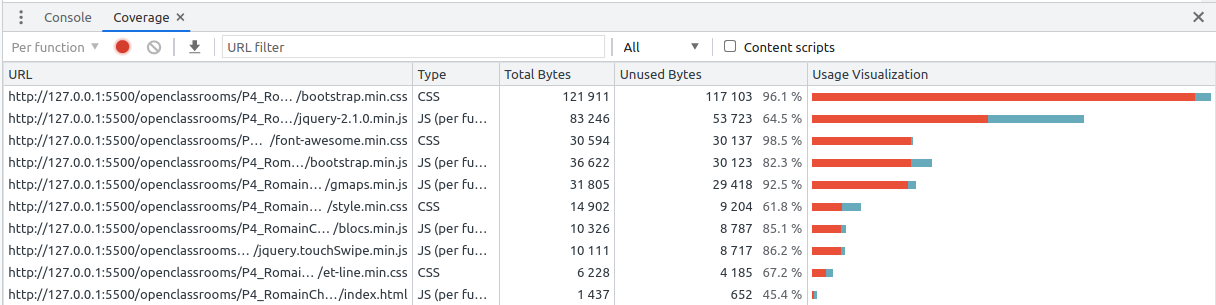 Console Coverage × ×
Per function ▼ URL filter All ▼ Content scripts
URL Type Total Bytes Unused Bytes Usage Visualization
http://127.0.0.1:5500/openclassrooms/P4_Ro… /bootstrap.min.css CSS 121 911 117 103 96.1 %
http://127.0.0.1:5500/openclassrooms/P4_Ro… /jquery-2.1.0.min.js JS (per fu… 83 246 53 723 64.5 %
http://127.0.0.1:5500/openclassrooms/P… /font-awesome.min.css CSS 30 594 30 137 98.5 %
http://127.0.0.1:5500/openclassrooms/P4_Rom… /bootstrap.min.js JS (per fu… 36 622 30 123 82.3 %
http://127.0.0.1:5500/openclassrooms/P4_Romain… /gmaps.min.js JS (per fu… 31 805 29 418 92.5 %
http://127.0.0.1:5500/openclassrooms/P4_Romain… /style.min.css CSS 14 902 9 204 61.8 %
http://127.0.0.1:5500/openclassrooms/P4_RomainC… /blocs.min.js JS (per fu… 10 326 8 787 85.1 %
http://127.0.0.1:5500/openclassrooms… /jquery.touchSwipe.min.js JS (per fu… 10 111 8 717 86.2 %
http://127.0.0.1:5500/openclassrooms/P4_Romai… /et-line.min.css CSS 6 228 4 185 67.2 %
http://127.0.0.1:5500/openclassrooms/P4_RomainCh… /index.html JS (per fu… 1 437 652 45.4 %